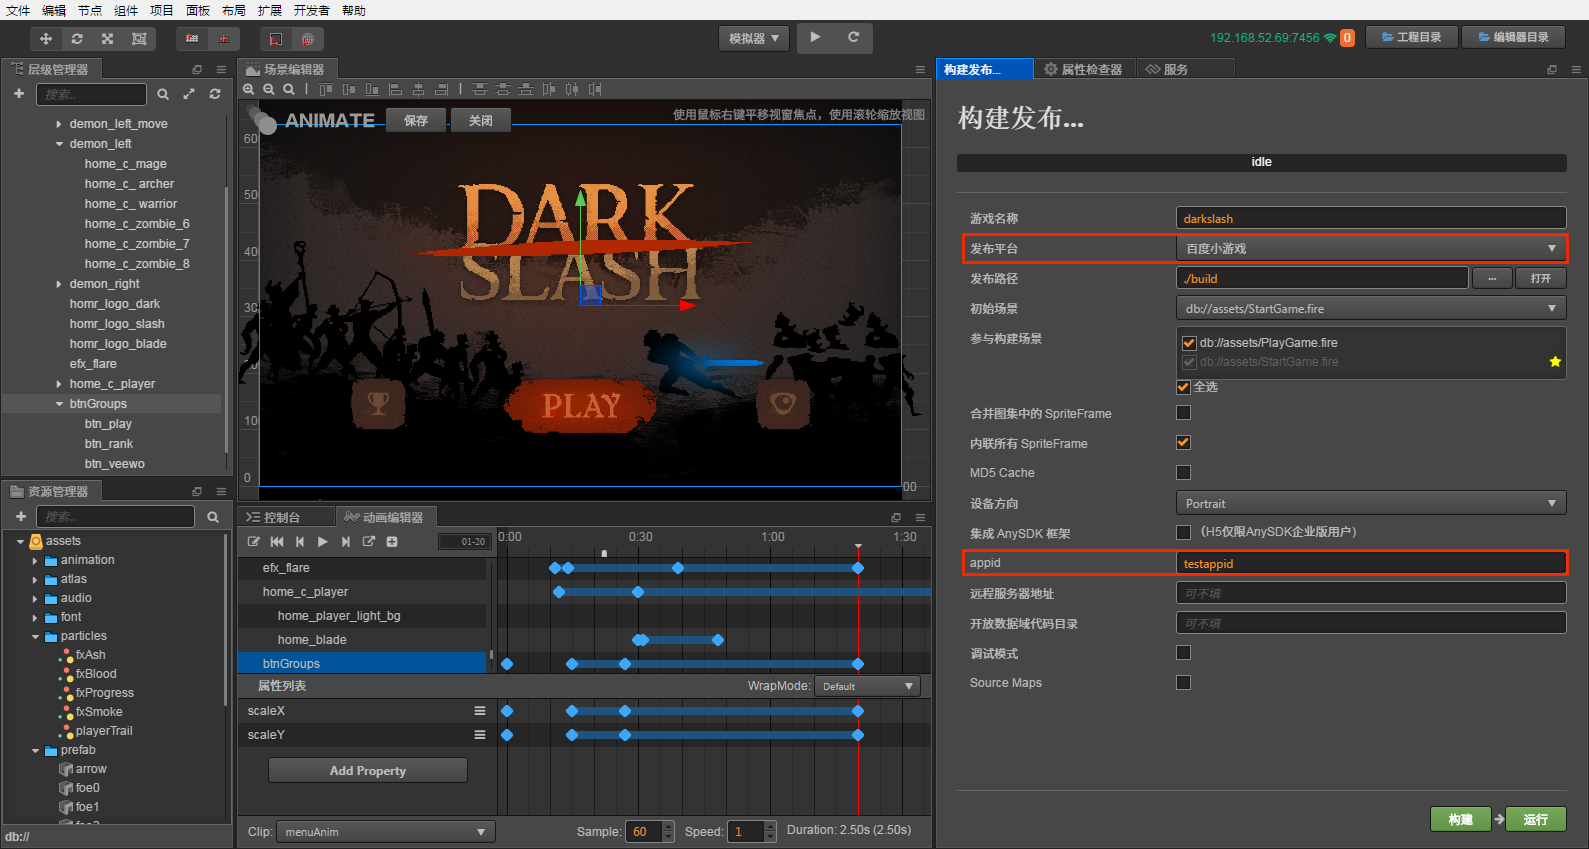 文件 编辑 节点 组件 项目 面板 布局 扩展 开发者 帮助
模拟器
192.168.52.69:7456
0
工程目录
编辑器目录
层级管理器
搜索...
demon_left_move
demon_left
home_c_mage
home_c_ archer
home_c_ warrior
home_c_zombie_6
home_c_zombie_7
home_c_zombie_8
demon_right
homr_logo_dark
homr_logo_slash
homr_logo_blade
efx_flare
home_c_player
btnGroups
btn_play
btn_rank
btn_veewo
资源管理器
搜索...
assets
animation
atlas
audio
font
particles
fxAsh
fxBlood
fxProgress
fxSmoke
playerTrail
prefab
arrow
foe0
foe1
foe2
db://
场景编辑器
ANIMATE
保存
关闭
使用鼠标右键平移视窗焦点，使用滚轮缩放视图
60
50
40
30
20
10
0
00
DARK
SLASH
PLAY
控制台
动画编辑器
01-20
0:00
0:30
1:00
1:30
efx_flare
home_c_player
home_player_light_bg
home_blade
btnGroups
属性列表
WrapMode:
Default
scaleX
scaleY
Add Property
Clip:
menuAnim
Sample:
60
Speed:
1
Duration: 2.50s (2.50s)
构建发布...
属性检查器
服务
构建发布...
idle
游戏名称
darkslash
发布平台
百度小游戏
发布路径
./build
...
打开
初始场景
db://assets/StartGame.fire
参与构建场景
db://assets/PlayGame.fire
db://assets/StartGame.fire
全选
合并图集中的 SpriteFrame
内联所有 SpriteFrame
MD5 Cache
设备方向
Portrait
集成 AnySDK 框架
（H5仅限AnySDK企业版用户）
appid
testappid
远程服务器地址
可不填
开放数据域代码目录
可不填
调试模式
Source Maps
构建
运行